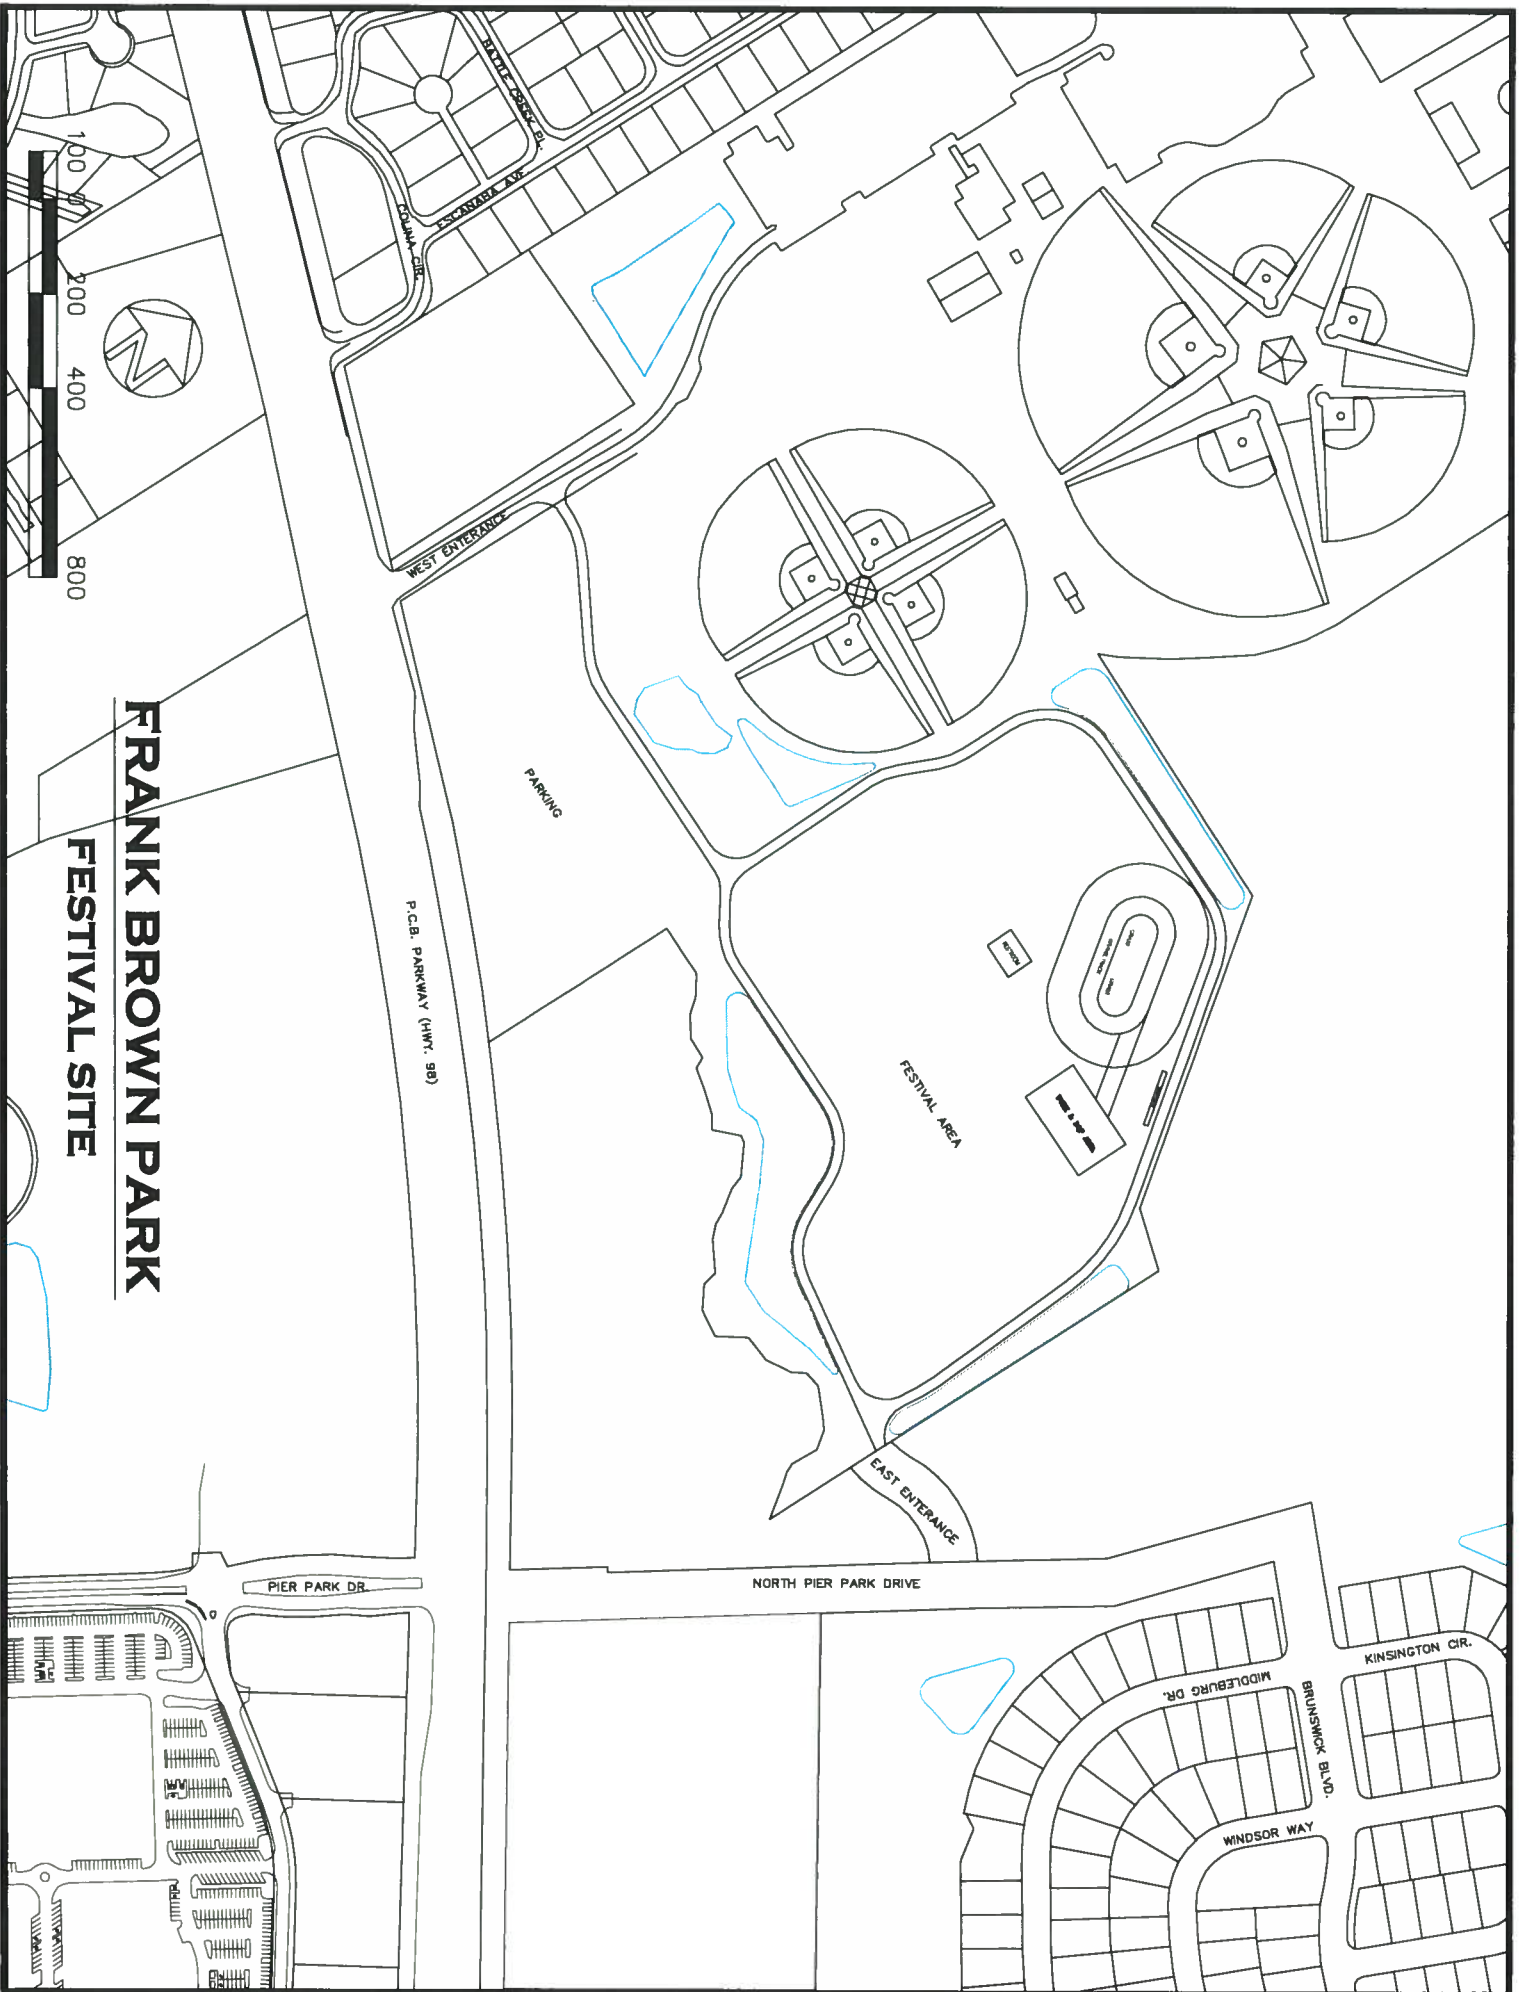 BATTLE CREEK PL.
ESCANABA AVE.
COLINA CIR.
100 0 200 400 800
N
WEST ENTERANCE
PARKING
P.C.B. PARKWAY (HWY. 98)
FESTIVAL AREA
EAST ENTERANCE
PIER PARK DR.
NORTH PIER PARK DRIVE
KINSINGTON CIR.
MIDDLEBURG DR.
BRUNSWICK BLVD.
WINDSOR WAY
FRANK BROWN PARK
FESTIVAL SITE